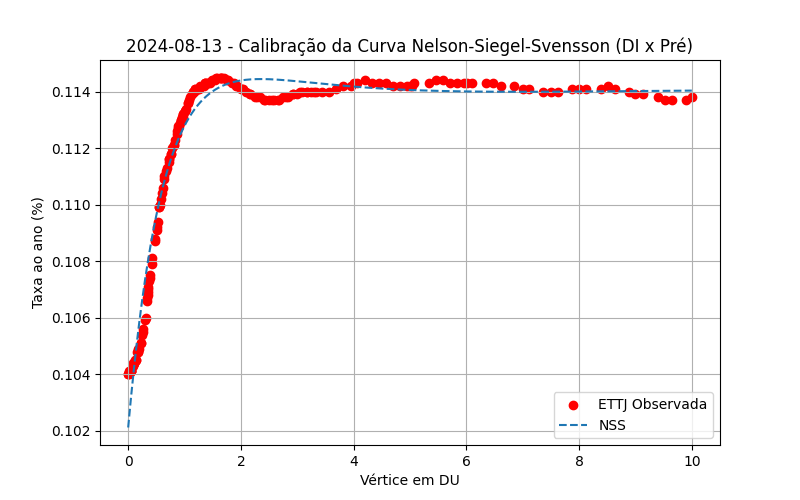 2024-08-13 - Calibração da Curva Nelson-Siegel-Svensson (DI x Pré)
Taxa ao ano (%)
0.114
0.112
0.110
0.108
0.106
0.104
0.102
ETTJ Observada
NSS
0 2 4 6 8 10
Vértice em DU